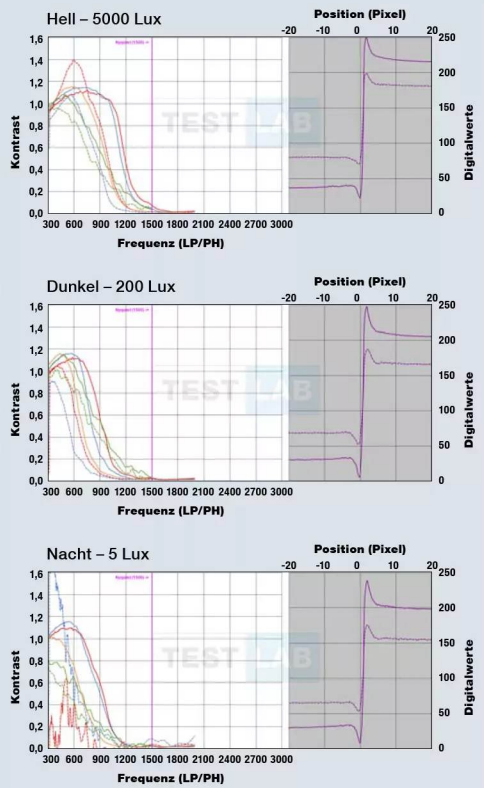 Hell – 5000 Lux
Position (Pixel)
-20 -10 0 10 20
1,6
1,4
1,2
1,0
0,8
0,6
0,4
0,2
0,0
Kontrast
TEST LAB
250
200
150
100
50
0
Digitalwerte
300 600 900 1200 1500 1800 2100 2400 2700 3000
Frequenz (LP/PH)
Dunkel – 200 Lux
Position (Pixel)
-20 -10 0 10 20
1,6
1,4
1,2
1,0
0,8
0,6
0,4
0,2
0,0
Kontrast
TEST LAB
250
200
150
100
50
0
Digitalwerte
300 600 900 1200 1500 1800 2100 2400 2700 3000
Frequenz (LP/PH)
Nacht – 5 Lux
Position (Pixel)
-20 -10 0 10 20
1,6
1,4
1,2
1,0
0,8
0,6
0,4
0,2
0,0
Kontrast
TEST LAB
250
200
150
100
50
0
Digitalwerte
300 600 900 1200 1500 1800 2100 2400 2700 3000
Frequenz (LP/PH)